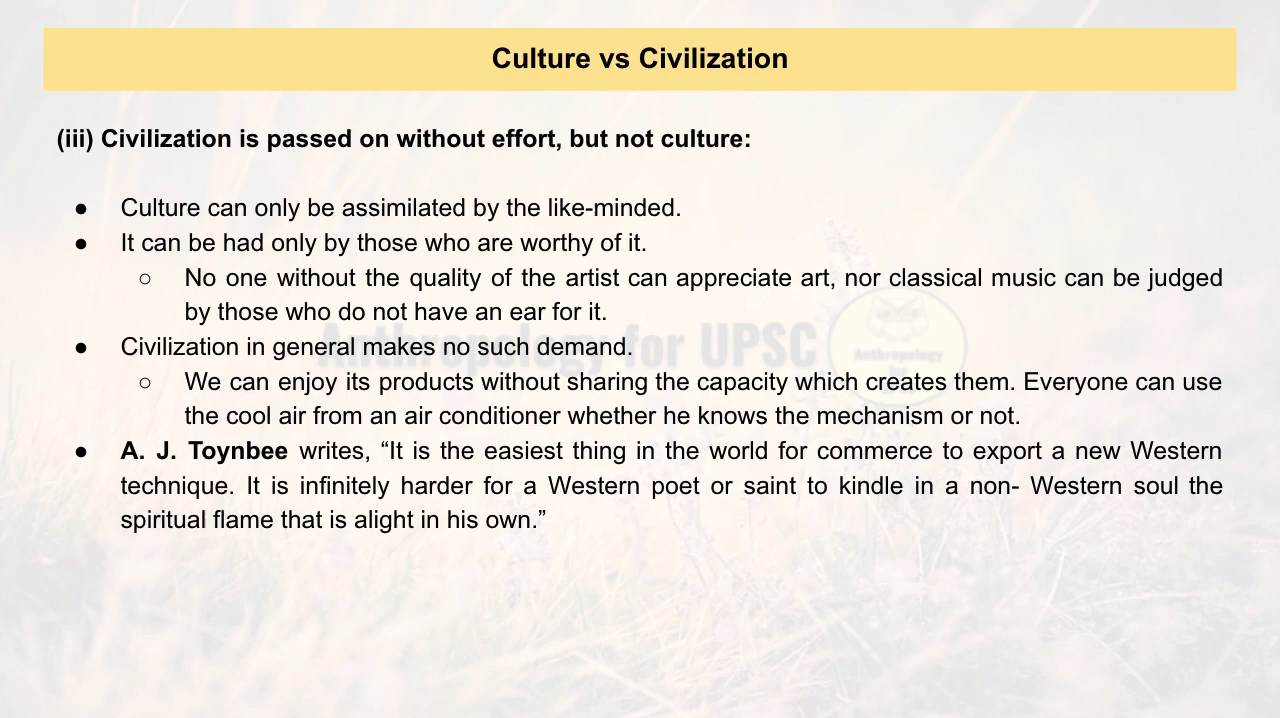 Culture vs Civilization
(iii) Civilization is passed on without effort, but not culture:
● Culture can only be assimilated by the like-minded.
● It can be had only by those who are worthy of it.
○ No one without the quality of the artist can appreciate art, nor classical music can be judged
by those who do not have an ear for it.
● Civilization in general makes no such demand.
○ We can enjoy its products without sharing the capacity which creates them. Everyone can use
the cool air from an air conditioner whether he knows the mechanism or not.
● A. J. Toynbee writes, “It is the easiest thing in the world for commerce to export a new Western
technique. It is infinitely harder for a Western poet or saint to kindle in a non- Western soul the
spiritual flame that is alight in his own.”
Anthropology for UPSC
Anthropology